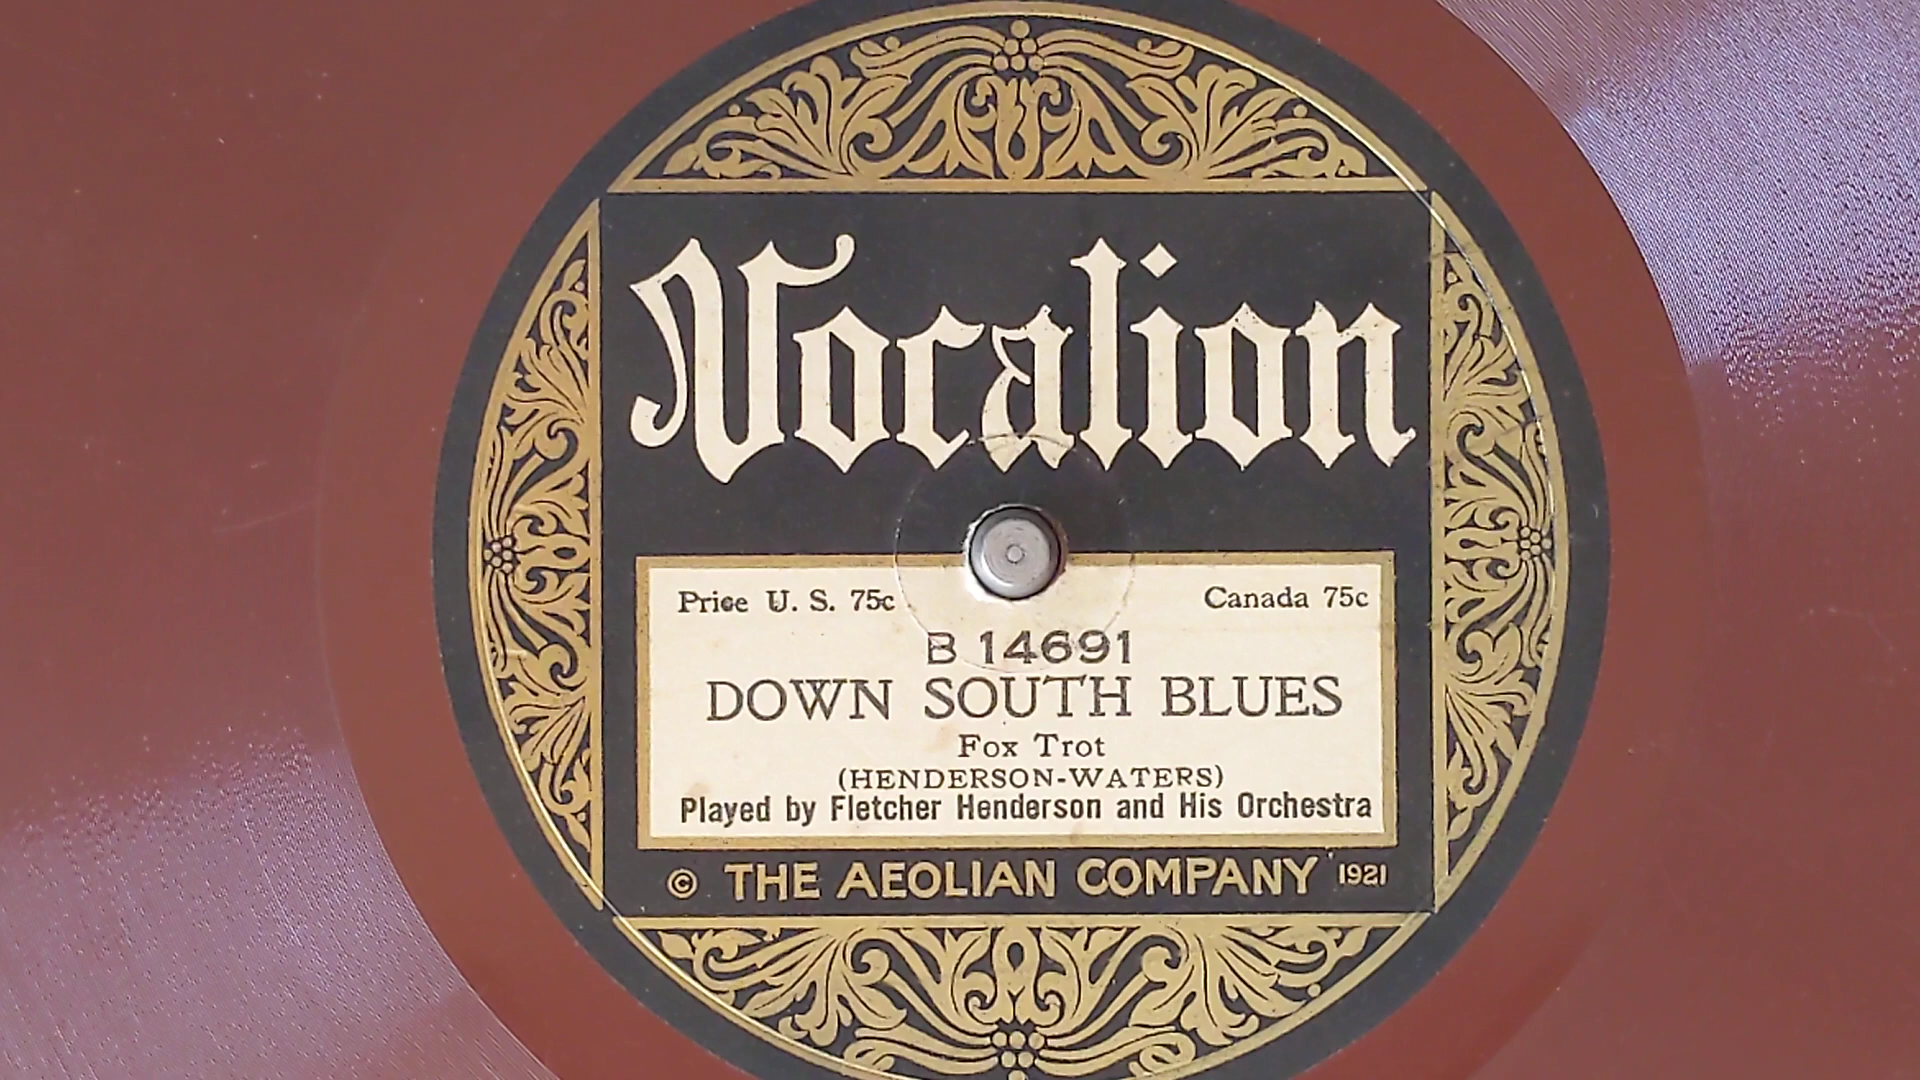 Vocalion
Price U. S. 75c Canada 75c
B 14691
DOWN SOUTH BLUES
Fox Trot
(HENDERSON-WATERS)
Played by Fletcher Henderson and His Orchestra
© THE AEOLIAN COMPANY 1921